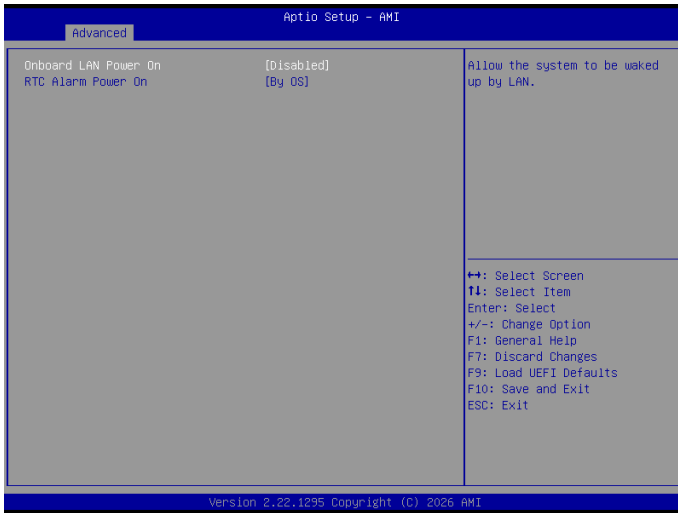 Aptio Setup – AMI
Advanced
Onboard LAN Power On [Disabled]
RTC Alarm Power On [By OS]
Allow the system to be waked
up by LAN.
↔: Select Screen
↑↓: Select Item
Enter: Select
+/-: Change Option
F1: General Help
F7: Discard Changes
F9: Load UEFI Defaults
F10: Save and Exit
ESC: Exit
Version 2.22.1295 Copyright (C) 2026 AMI